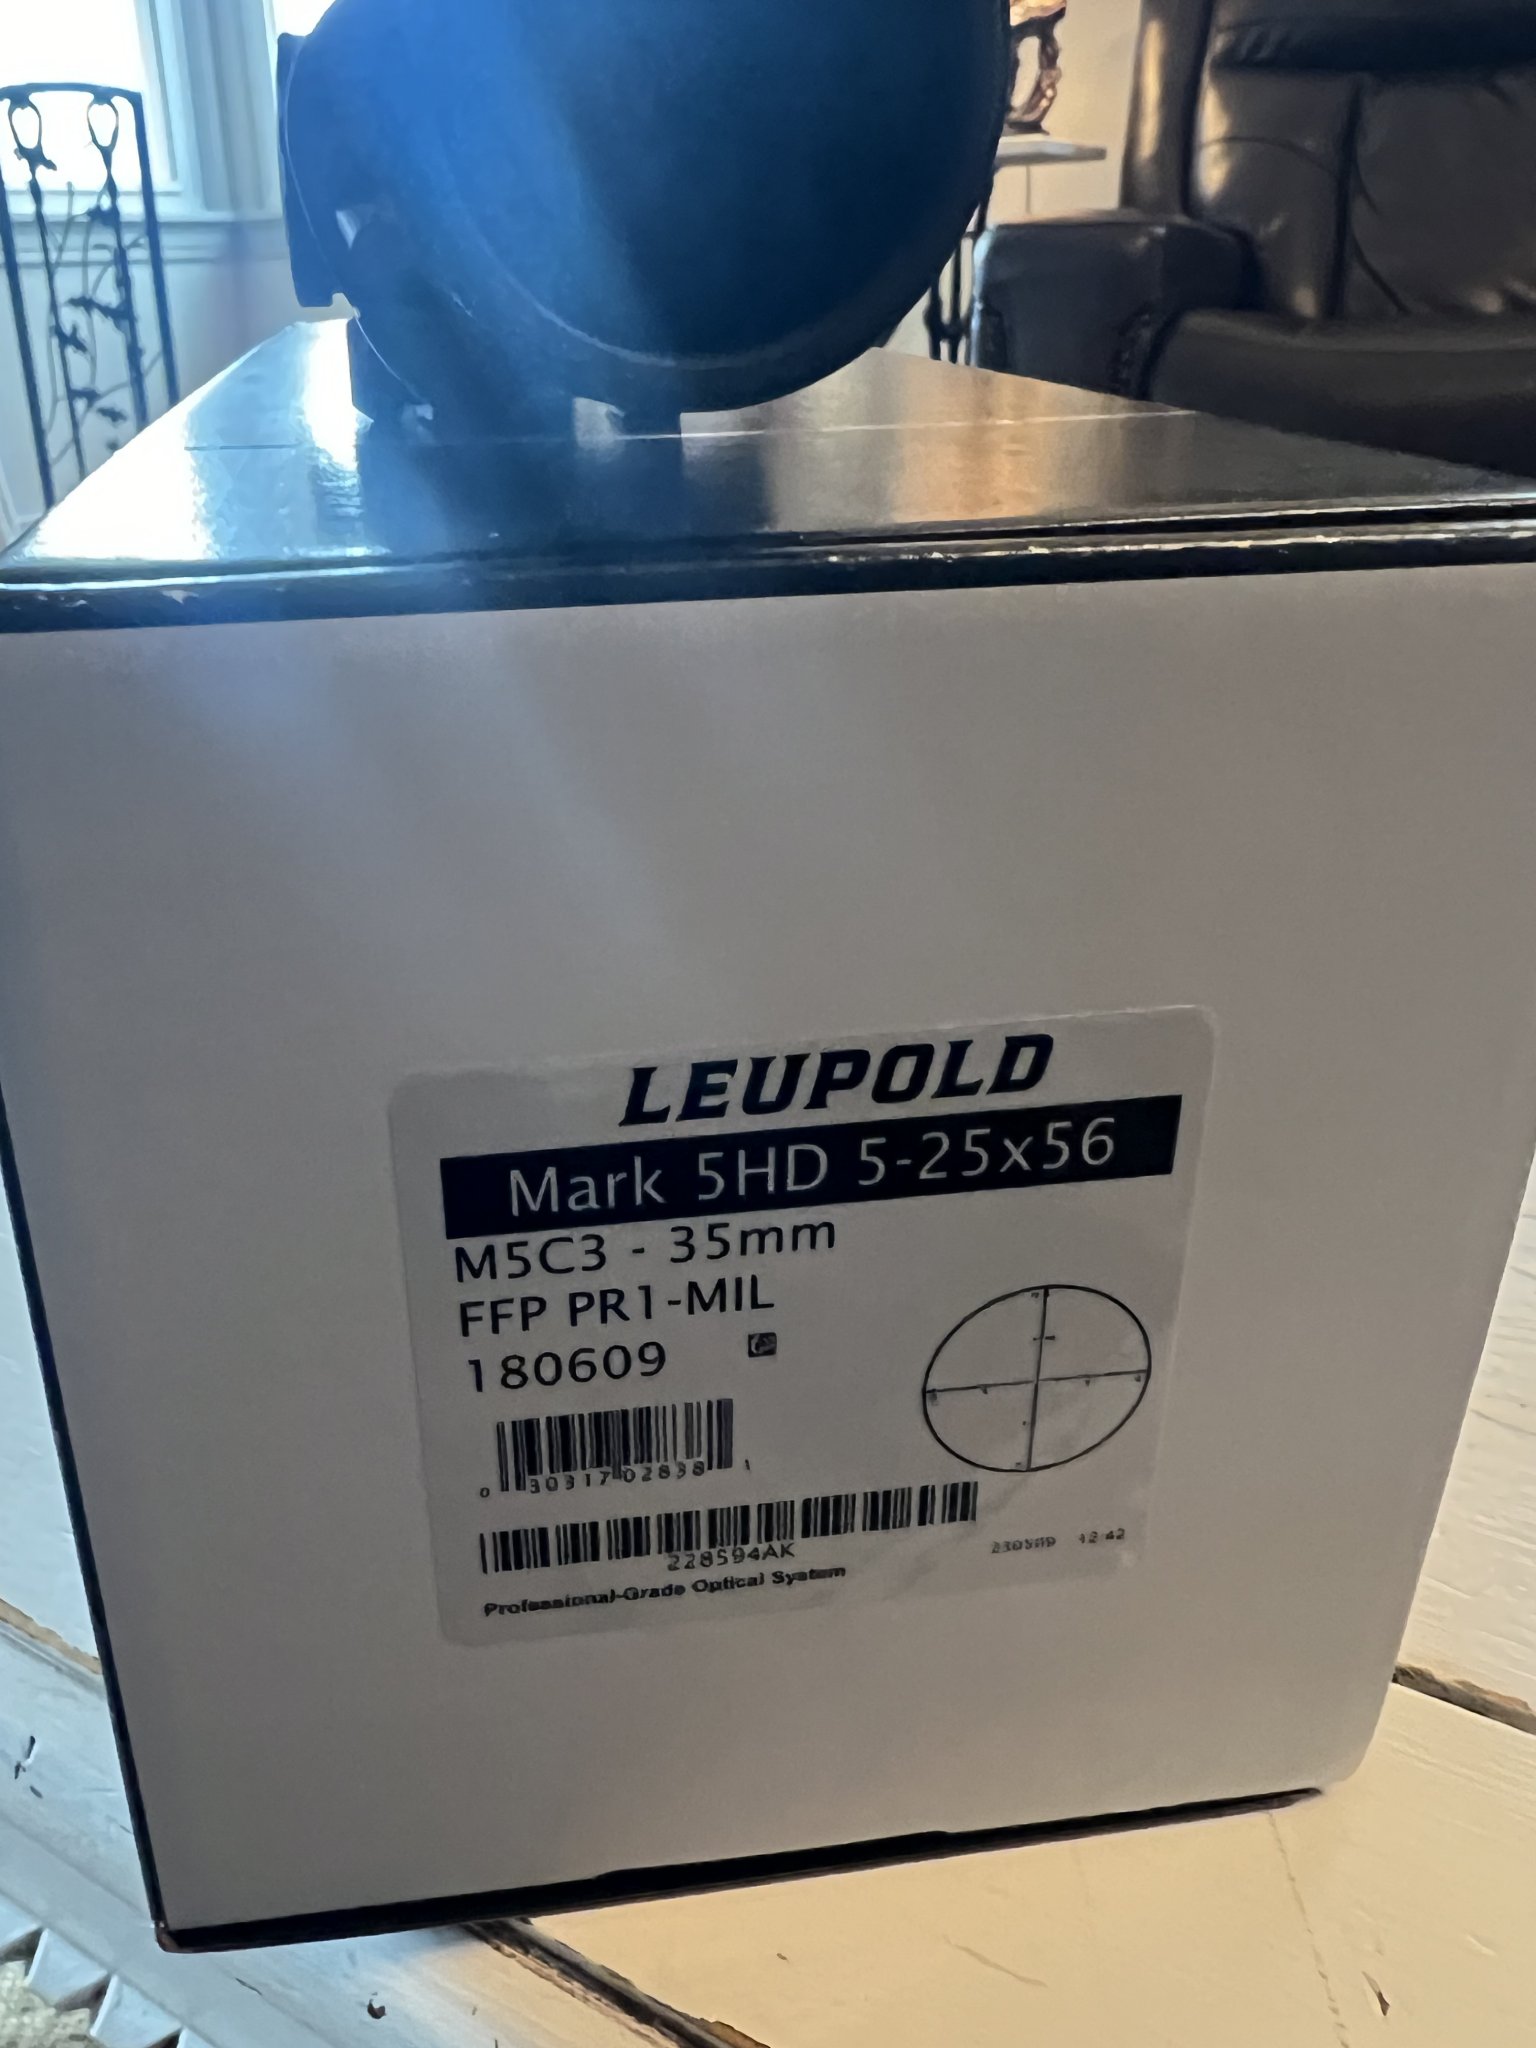 LEUPOLD
Mark 5HD 5-25x56
M5C3 - 35mm
FFP PR1-MIL
180609
0 30317 02838 1
228594AK
Professional-Grade Optical System